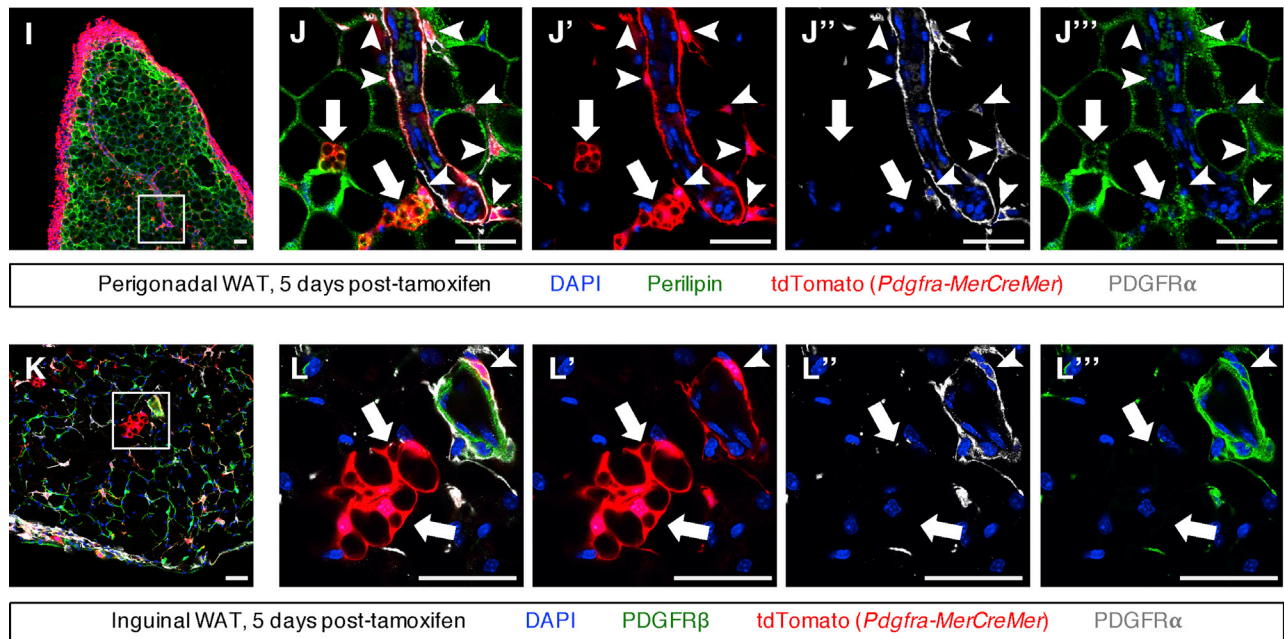 I J J' J'' J'''
Perigonadal WAT, 5 days post-tamoxifen DAPI Perilipin tdTomato (Pdgfra-MerCreMer) PDGFRα
K L L' L'' L'''
Inguinal WAT, 5 days post-tamoxifen DAPI PDGFRβ tdTomato (Pdgfra-MerCreMer) PDGFRα